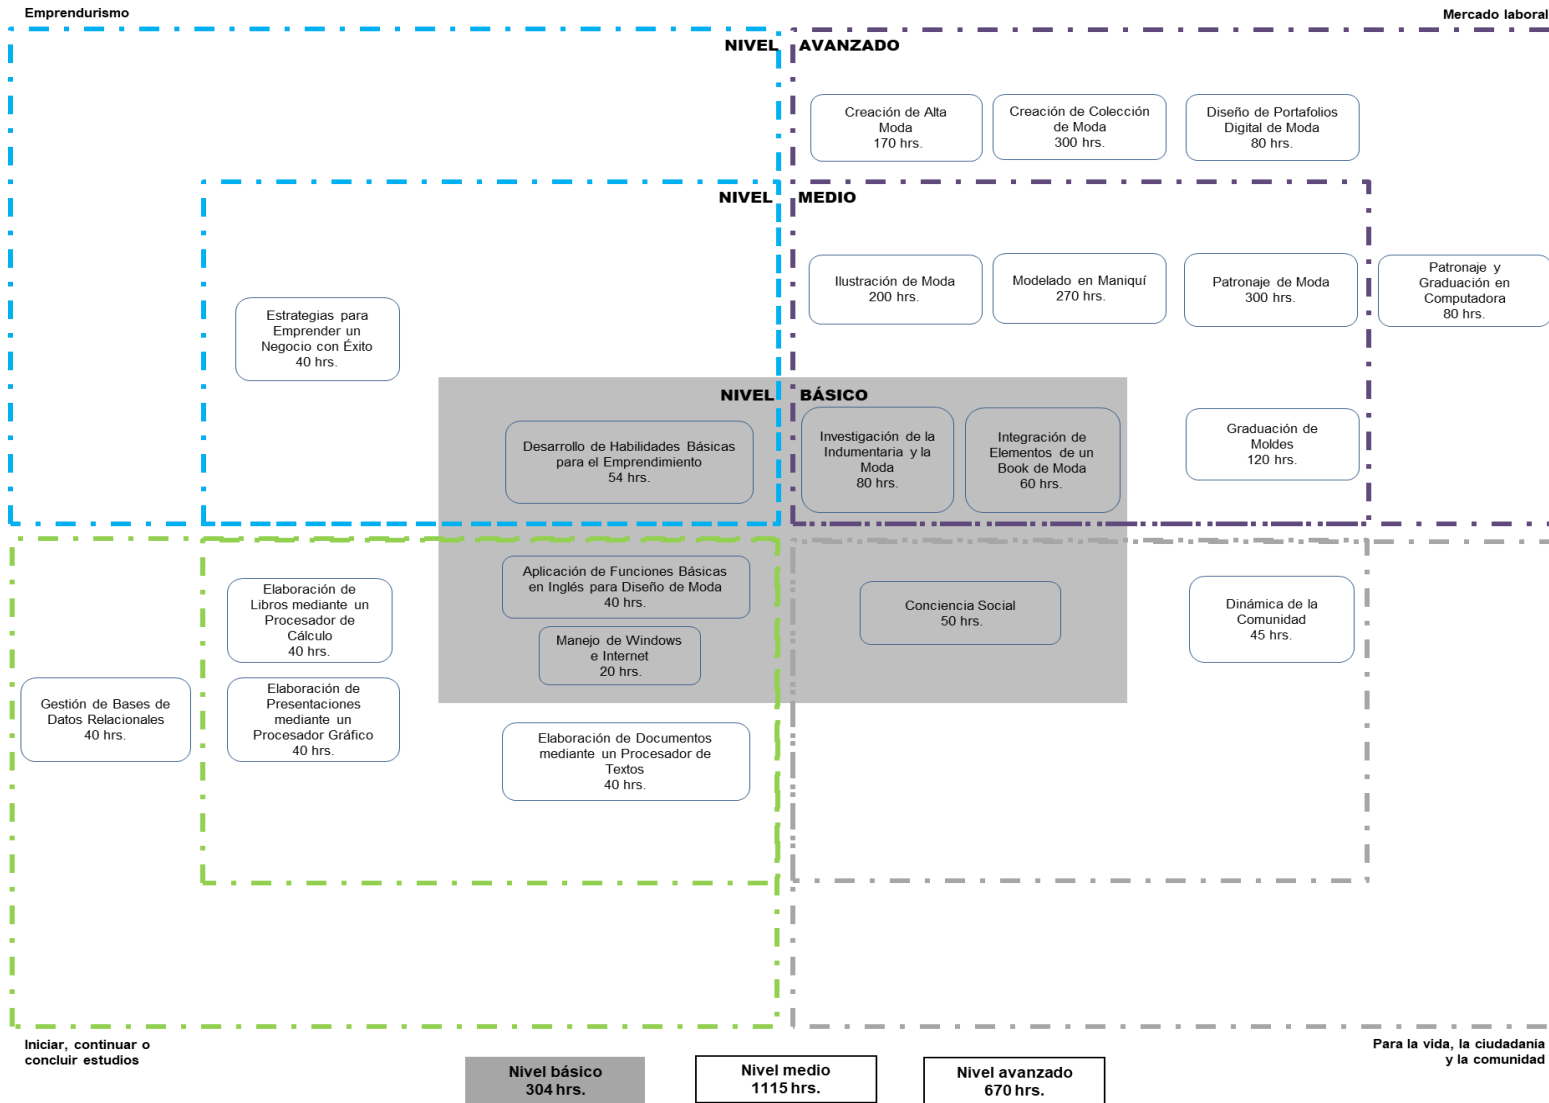 Emprendurismo
Mercado laboral
NIVEL AVANZADO
Creación de Alta
Moda
170 hrs.
Creación de Colección
de Moda
300 hrs.
Diseño de Portafolios
Digital de Moda
80 hrs.
NIVEL MEDIO
Ilustración de Moda
200 hrs.
Modelado en Maniquí
270 hrs.
Patronaje de Moda
300 hrs.
Patronaje y
Graduación en
Computadora
80 hrs.
Estrategias para
Emprender un
Negocio con Éxito
40 hrs.
NIVEL BÁSICO
Desarrollo de Habilidades Básicas
para el Emprendimiento
54 hrs.
Investigación de la
Indumentaria y la
Moda
80 hrs.
Integración de
Elementos de un
Book de Moda
60 hrs.
Graduación de
Moldes
120 hrs.
Elaboración de
Libros mediante un
Procesador de
Cálculo
40 hrs.
Aplicación de Funciones Básicas
en Inglés para Diseño de Moda
40 hrs.
Manejo de Windows
e Internet
20 hrs.
Conciencia Social
50 hrs.
Dinámica de la
Comunidad
45 hrs.
Gestión de Bases de
Datos Relacionales
40 hrs.
Elaboración de
Presentaciones
mediante un
Procesador Gráfico
40 hrs.
Elaboración de Documentos
mediante un Procesador de
Textos
40 hrs.
Iniciar, continuar o
concluir estudios
Para la vida, la ciudadanía
y la comunidad
Nivel básico
304 hrs.
Nivel medio
1115 hrs.
Nivel avanzado
670 hrs.